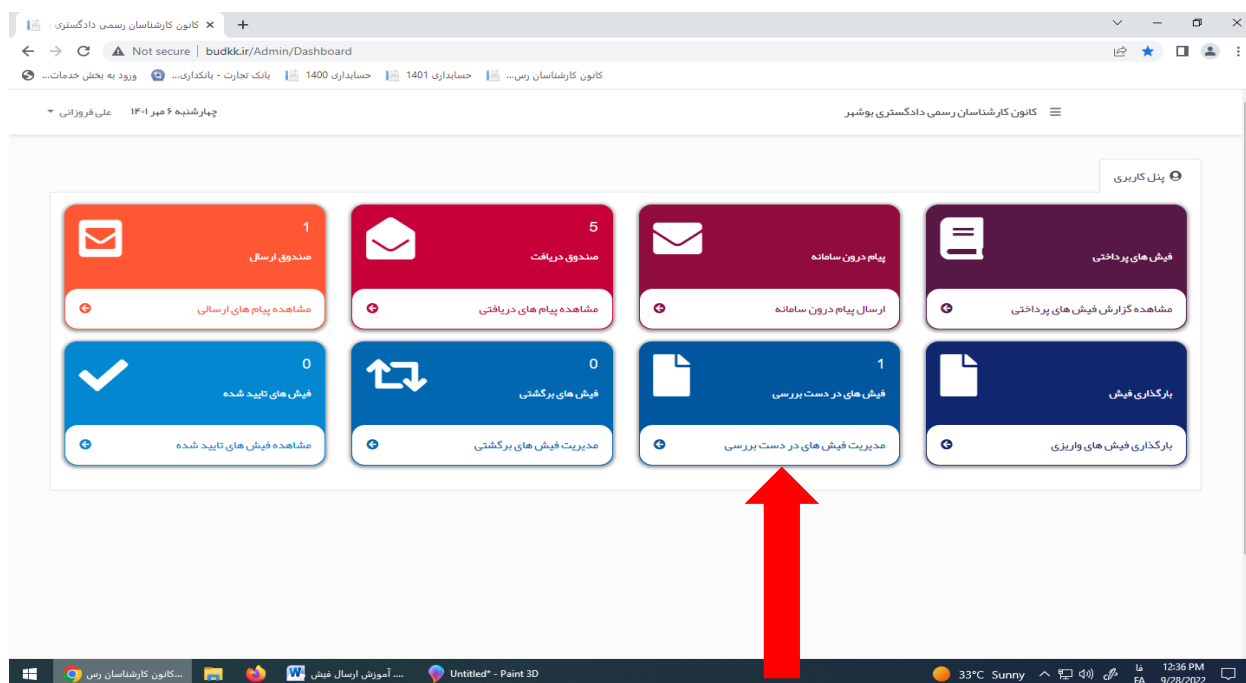 کانون کارشناسان رسمی دادگستری
Not secure | budkk.ir/Admin/Dashboard
کانون کارشناسان رس...
حسابداری 1401
حسابداری 1400
بانک تجارت - بانکداری...
ورود به بخش خدمات...
کانون کارشناسان رسمی دادگستری بوشهر
چهارشنبه ۶ مهر ۱۴۰۱
علی فروزانی
پنل کاربری
فیش های پرداختی
مشاهده گزارش فیش های پرداختی
پیام درون سامانه
ارسال پیام درون سامانه
5
صندوق دریافت
مشاهده پیام های دریافتی
1
صندوق ارسال
مشاهده پیام های ارسالی
بارگذاری فیش
بارگذاری فیش های واریزی
1
فیش های در دست بررسی
مدیریت فیش های در دست بررسی
0
فیش های برگشتی
مدیریت فیش های برگشتی
0
فیش های تایید شده
مشاهده فیش های تایید شده
کانون کارشناسان رس...
آموزش ارسال فیش ....
Untitled* - Paint 3D
33°C Sunny
فا
FA
12:36 PM
9/28/2022